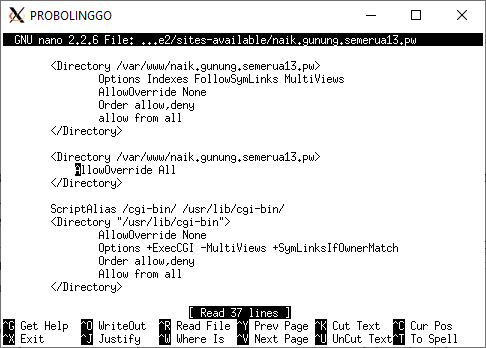 PROBOLINGGO
GNU nano 2.2.6 File: ...e2/sites-available/naik.gunung.semerua13.pw
<Directory /var/www/naik.gunung.semerua13.pw>
Options Indexes FollowSymLinks MultiViews
AllowOverride None
Order allow,deny
allow from all
</Directory>
<Directory /var/www/naik.gunung.semerua13.pw>
AllowOverride All
</Directory>
ScriptAlias /cgi-bin/ /usr/lib/cgi-bin/
<Directory "/usr/lib/cgi-bin">
AllowOverride None
Options +ExecCGI -MultiViews +SymLinksIfOwnerMatch
Order allow,deny
Allow from all
</Directory>
[ Read 37 lines ]
^G Get Help ^O WriteOut ^R Read File ^Y Prev Page ^K Cut Text ^C Cur Pos
^X Exit ^J Justify ^W Where Is ^V Next Page ^U UnCut Text ^T To Spell